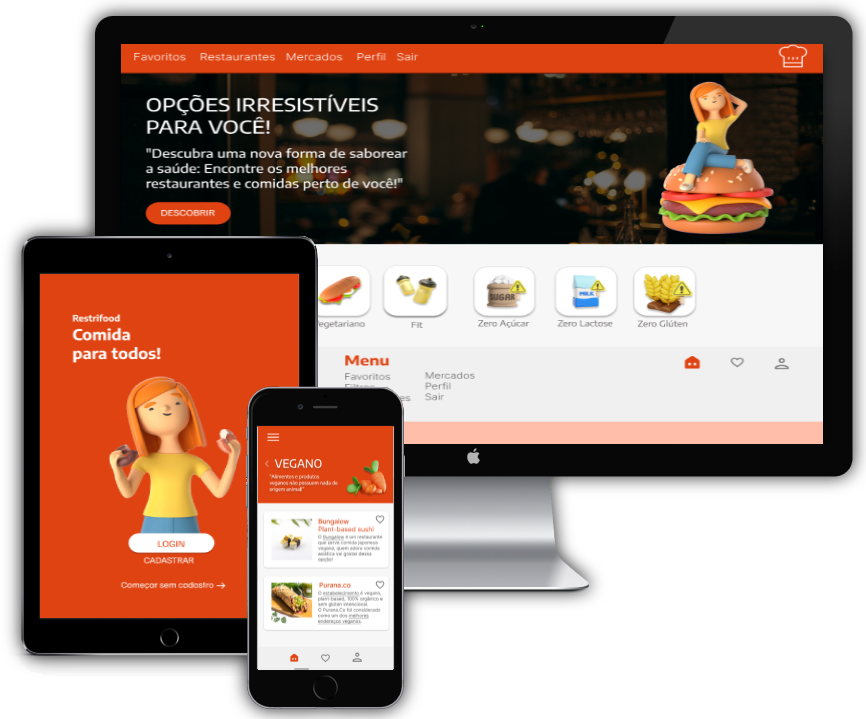 Favoritos Restaurantes Mercados Perfil Sair
OPÇÕES IRRESISTÍVEIS
PARA VOCÊ!
"Descubra uma nova forma de saborear
a saúde: Encontre os melhores
restaurantes e comidas perto de você!"
DESCOBRIR
SUGAR
MILK
Vegetariano Fit Zero Açúcar Zero Lactose Zero Glúten
Menu
Favoritos
Mercados
Perfil
Sair
Restrifood
Comida
para todos!
LOGIN
CADASTRAR
Começar sem cadastro →
< VEGANO
"Alimentos e produtos
veganos não possuem nada de
origem animal!"
Bungalow
Plant-based sushi
O Bungalow é um restaurante
que serve comida japonesa
vegana, quem adora comida
asiática vai gostar dessa
opção!
Purana.co
O estabelecimento é vegano,
plant-based, 100% orgânico e
sem glúten intencional.
O Purana Co foi considerado
como um dos melhores
endereços veganos.